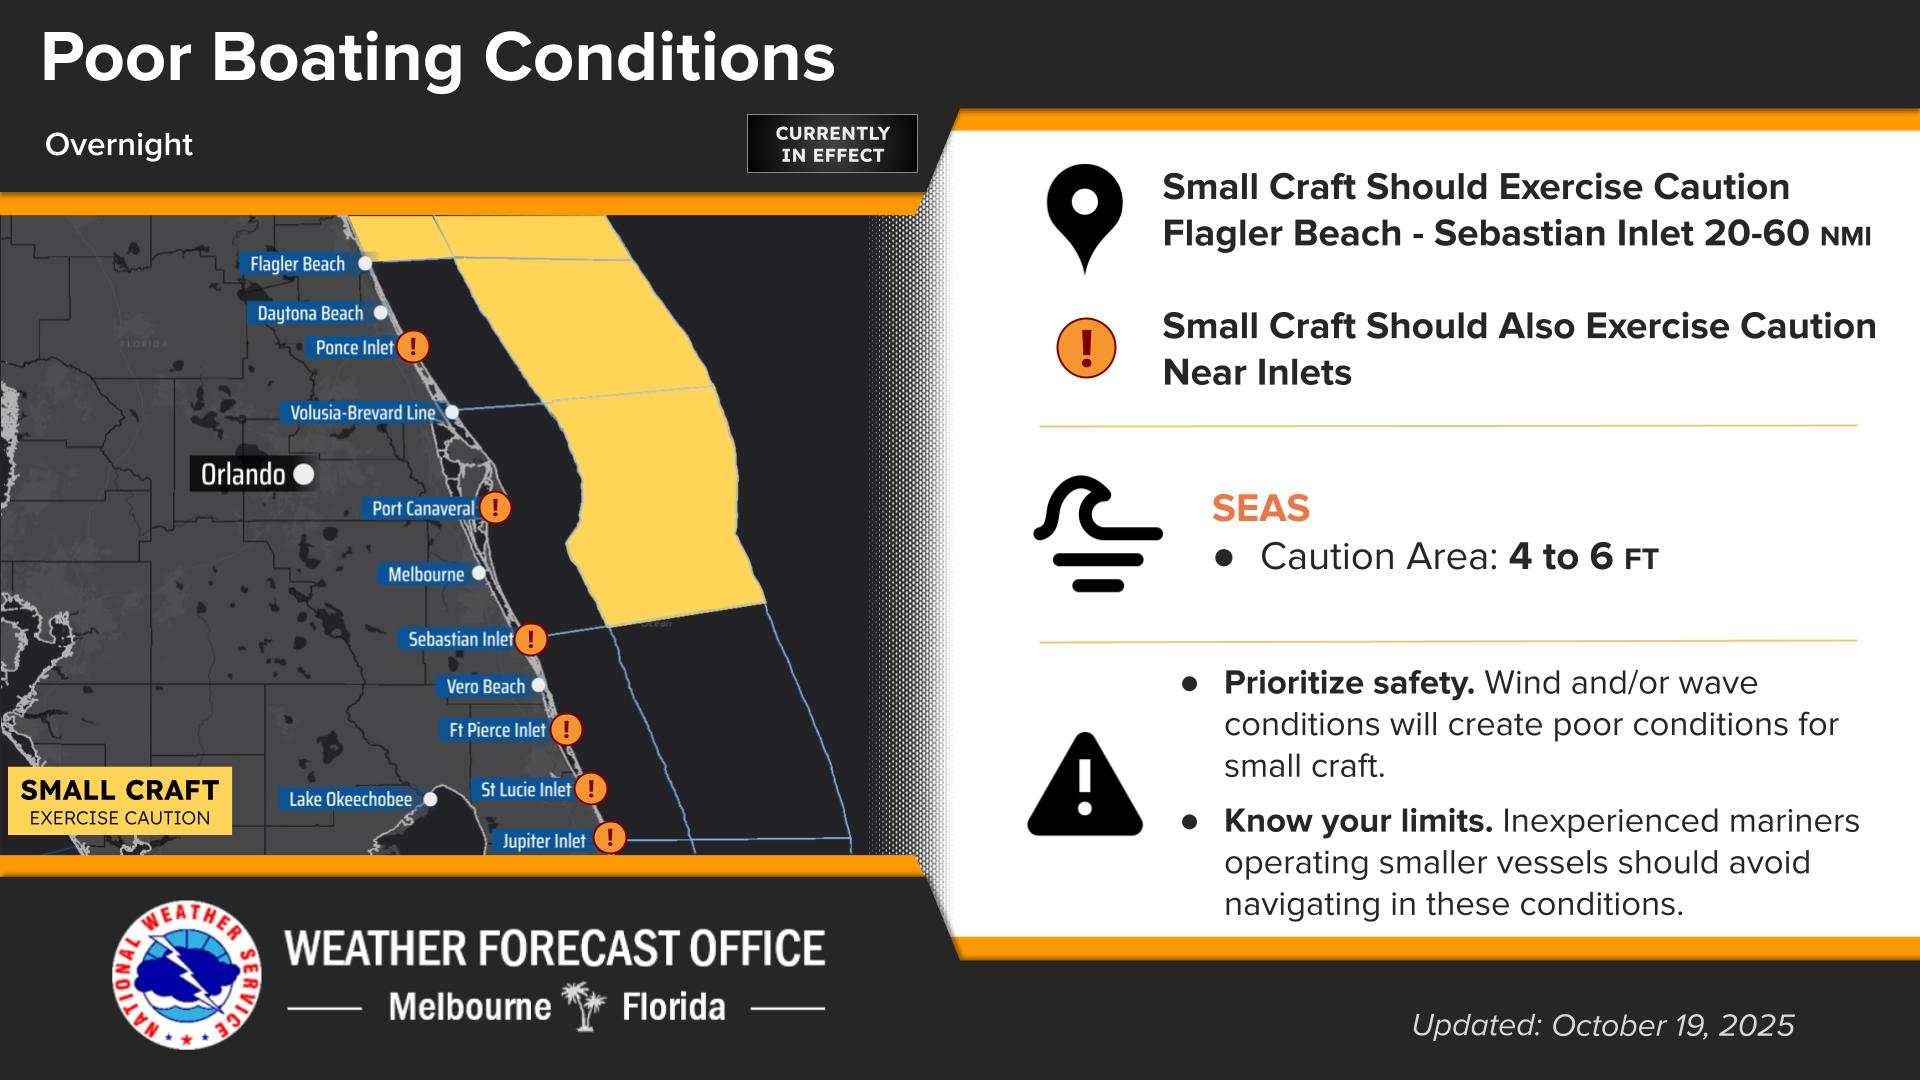 Poor Boating Conditions
Overnight
CURRENTLY
IN EFFECT
Flagler Beach
Daytona Beach
FLORIDA
Ponce Inlet
Volusia-Brevard Line
Orlando
Port Canaveral
Melbourne
Ocean
Sebastian Inlet
Vero Beach
Ft Pierce Inlet
St Lucie Inlet
Lake Okeechobee
Jupiter Inlet
SMALL CRAFT
EXERCISE CAUTION
Small Craft Should Exercise Caution
Flagler Beach - Sebastian Inlet 20-60 NMI
Small Craft Should Also Exercise Caution
Near Inlets
SEAS
● Caution Area: 4 to 6 FT
● Prioritize safety. Wind and/or wave
conditions will create poor conditions for
small craft.
● Know your limits. Inexperienced mariners
operating smaller vessels should avoid
navigating in these conditions.
NATIONAL WEATHER SERVICE
WEATHER FORECAST OFFICE
Melbourne Florida
Updated: October 19, 2025